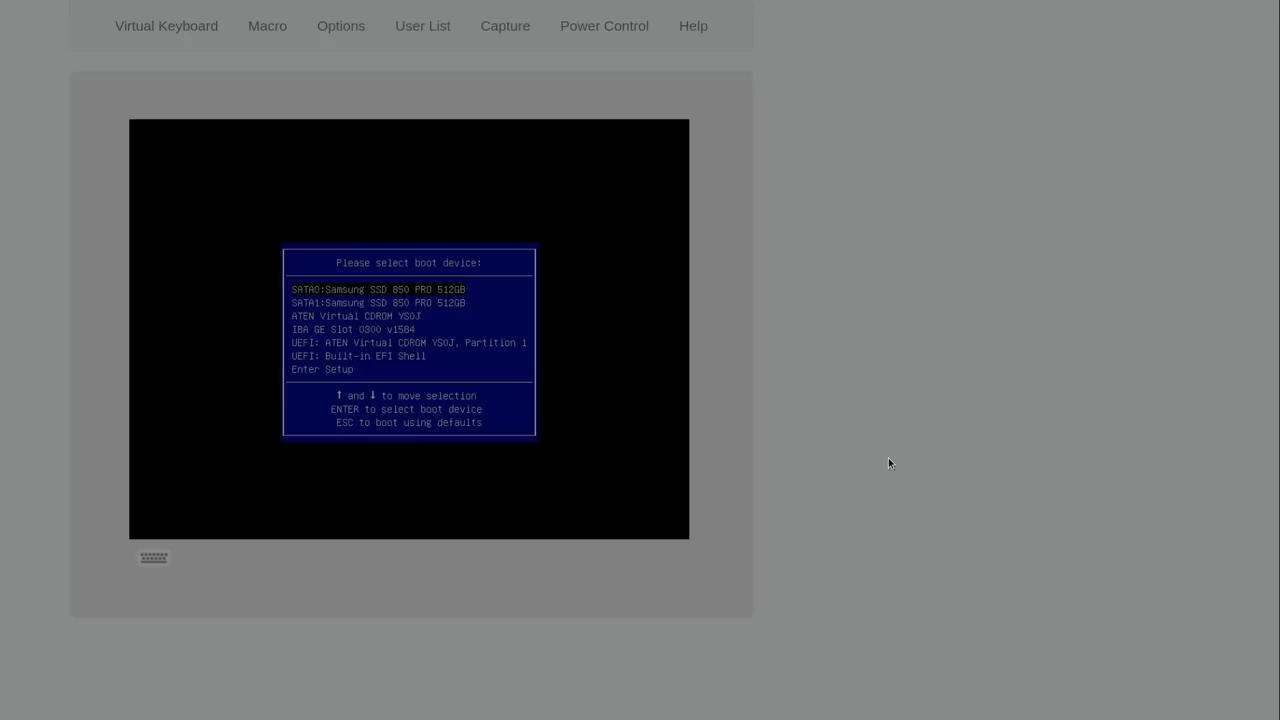 Virtual Keyboard Macro Options User List Capture Power Control Help
Please select boot device:
SATA0:Samsung SSD 850 PRO 512GB
SATA1:Samsung SSD 850 PRO 512GB
ATEN Virtual CDROM YS0J
IBA GE Slot 0300 v1584
UEFI: ATEN Virtual CDROM YS0J, Partition 1
UEFI: Built-in EFI Shell
Enter Setup
↑ and ↓ to move selection
ENTER to select boot device
ESC to boot using defaults